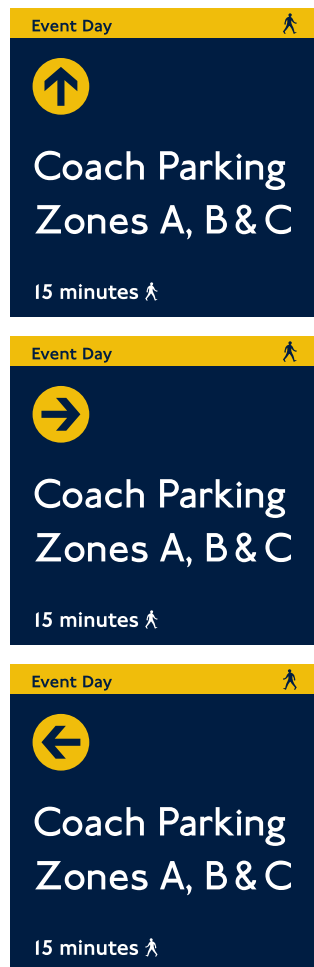 Event Day
Coach Parking
Zones A, B & C
15 minutes
Event Day
Coach Parking
Zones A, B & C
15 minutes
Event Day
Coach Parking
Zones A, B & C
15 minutes